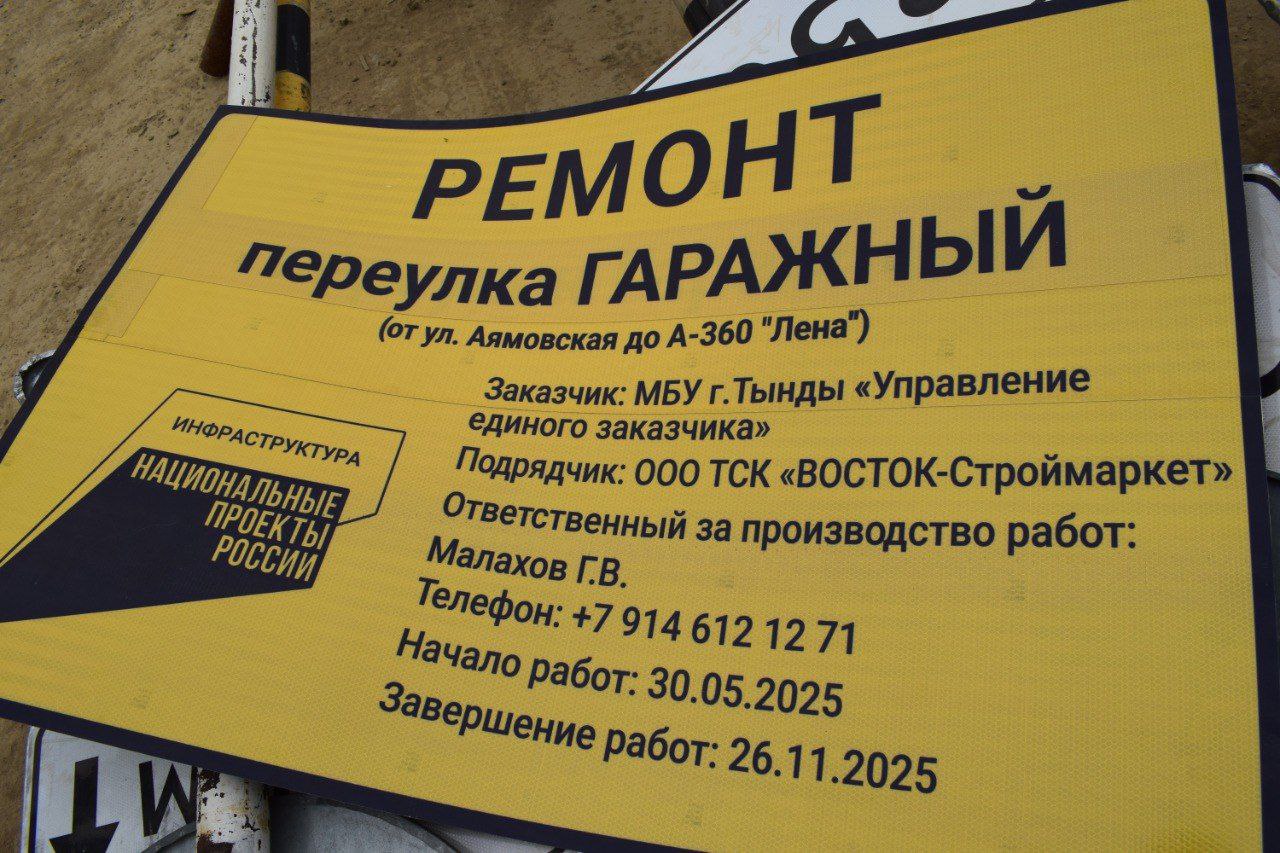 РЕМОНТ
переулка ГАРАЖНЫЙ
(от ул. Аямовская до А-360 "Лена")
Заказчик: МБУ г.Тынды «Управление
единого заказчика»
Подрядчик: ООО ТСК «ВОСТОК-Строймаркет»
Ответственный за производство работ:
Малахов Г.В.
Телефон: +7 914 612 12 71
Начало работ: 30.05.2025
Завершение работ: 26.11.2025
ИНФРАСТРУКТУРА
НАЦИОНАЛЬНЫЕ
ПРОЕКТЫ
РОССИИ